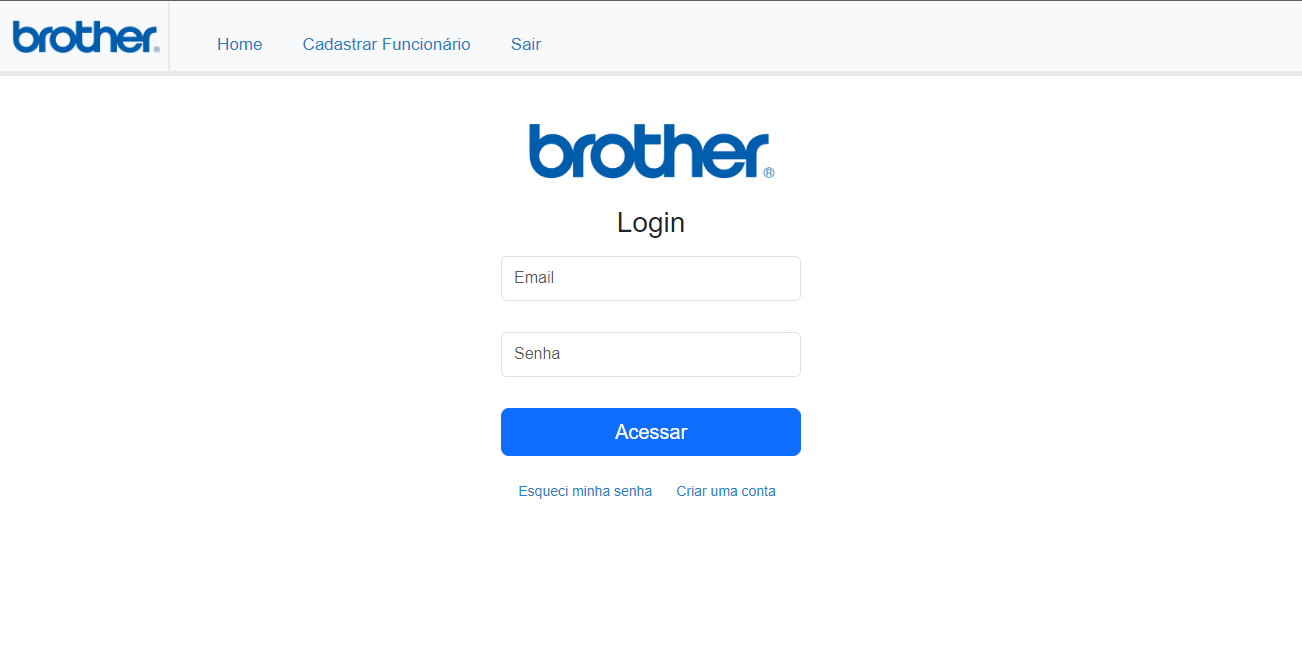 brother® Home Cadastrar Funcionário Sair
brother®
Login
Email
Senha
Acessar
Esqueci minha senha Criar uma conta